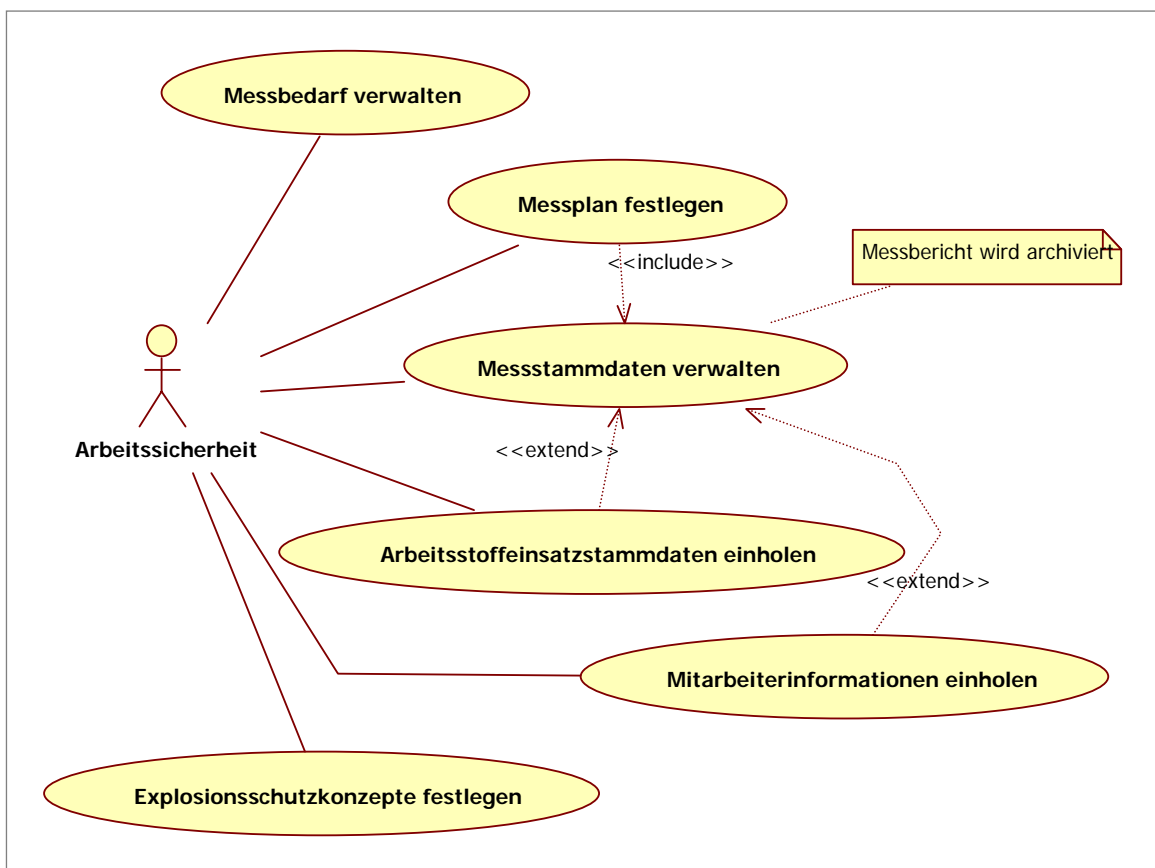 Messbedarf verwalten
Messplan festlegen
Messbericht wird archiviert
<<include>>
Messstammdaten verwalten
Arbeitssicherheit
<<extend>>
Arbeitsstoffeinsatzstammdaten einholen
<<extend>>
Mitarbeiterinformationen einholen
Explosionsschutzkonzepte festlegen